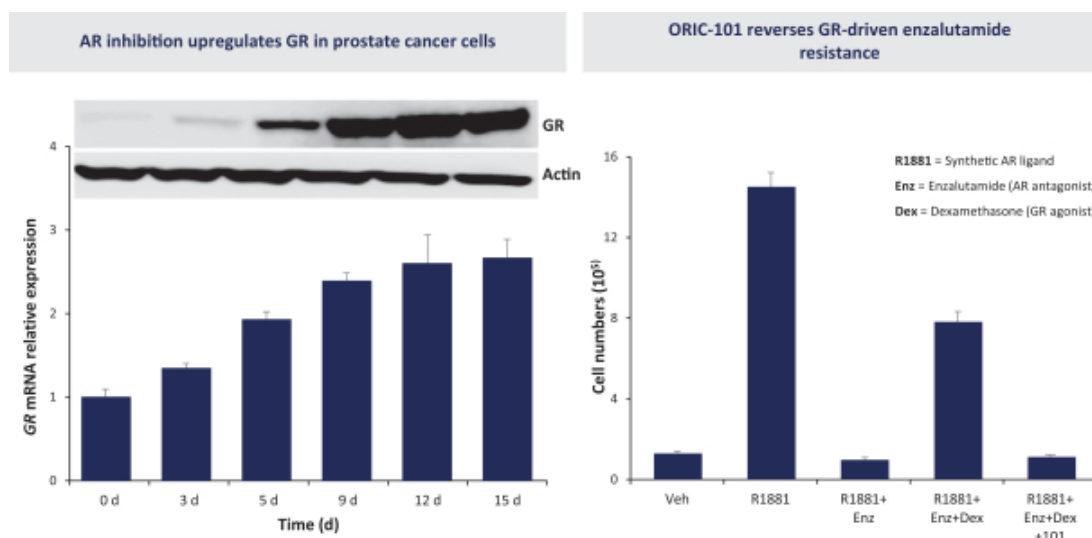 AR inhibition upregulates GR in prostate cancer cells
GR
Actin
4
3
2
1
0
GR mRNA relative expression
0 d
3 d
5 d
9 d
12 d
15 d
Time (d)
ORIC-101 reverses GR-driven enzalutamide
resistance
R1881 = Synthetic AR ligand
Enz = Enzalutamide (AR antagonist
Dex = Dexamethasone (GR agonist
16
12
8
4
0
Cell numbers (10⁵)
Veh
R1881
R1881+
Enz
R1881+
Enz+Dex
R1881+
Enz+Dex
+101